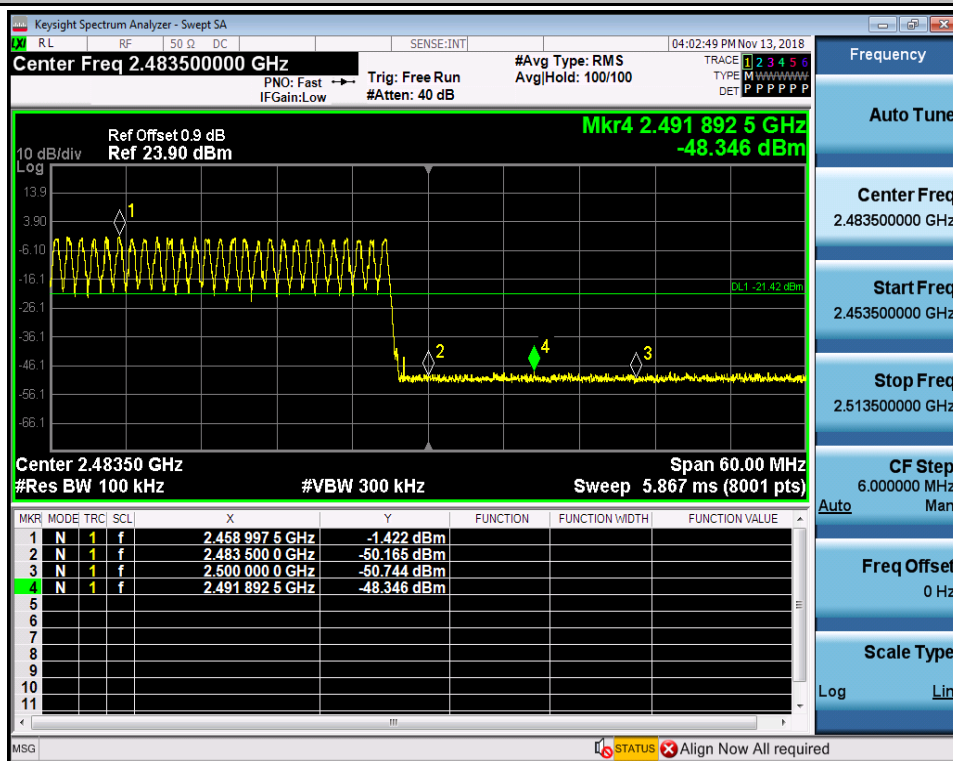 Keysight Spectrum Analyzer - Swept SA
LXI RL RF 50 Ω DC SENSE:INT 04:02:49 PM Nov 13, 2018
Center Freq 2.483500000 GHz
PNO: Fast
IFGain:Low
Trig: Free Run
#Atten: 40 dB
#Avg Type: RMS
Avg|Hold: 100/100
TRACE 1 2 3 4 5 6
TYPE M WWWWW
DET P P P P P P
Ref Offset 0.9 dB
10 dB/div Ref 23.90 dBm
Log
Mkr4 2.491 892 5 GHz
-48.346 dBm
13.9
3.90
-6.10
-16.1
-26.1
-36.1
-46.1
-56.1
-66.1
1
2
4
3
DL1 -21.42 dBm
Center 2.48350 GHz Span 60.00 MHz
#Res BW 100 kHz #VBW 300 kHz Sweep 5.867 ms (8001 pts)
MKR MODE TRC SCL X Y FUNCTION FUNCTION WIDTH FUNCTION VALUE
1 N 1 f 2.458 997 5 GHz -1.422 dBm
2 N 1 f 2.483 500 0 GHz -50.165 dBm
3 N 1 f 2.500 000 0 GHz -50.744 dBm
4 N 1 f 2.491 892 5 GHz -48.346 dBm
5
6
7
8
9
10
11
MSG STATUS Align Now All required
Frequency
Auto Tune
Center Freq
2.483500000 GHz
Start Freq
2.453500000 GHz
Stop Freq
2.513500000 GHz
CF Step
6.000000 MHz
Auto Man
Freq Offset
0 Hz
Scale Type
Log Lin